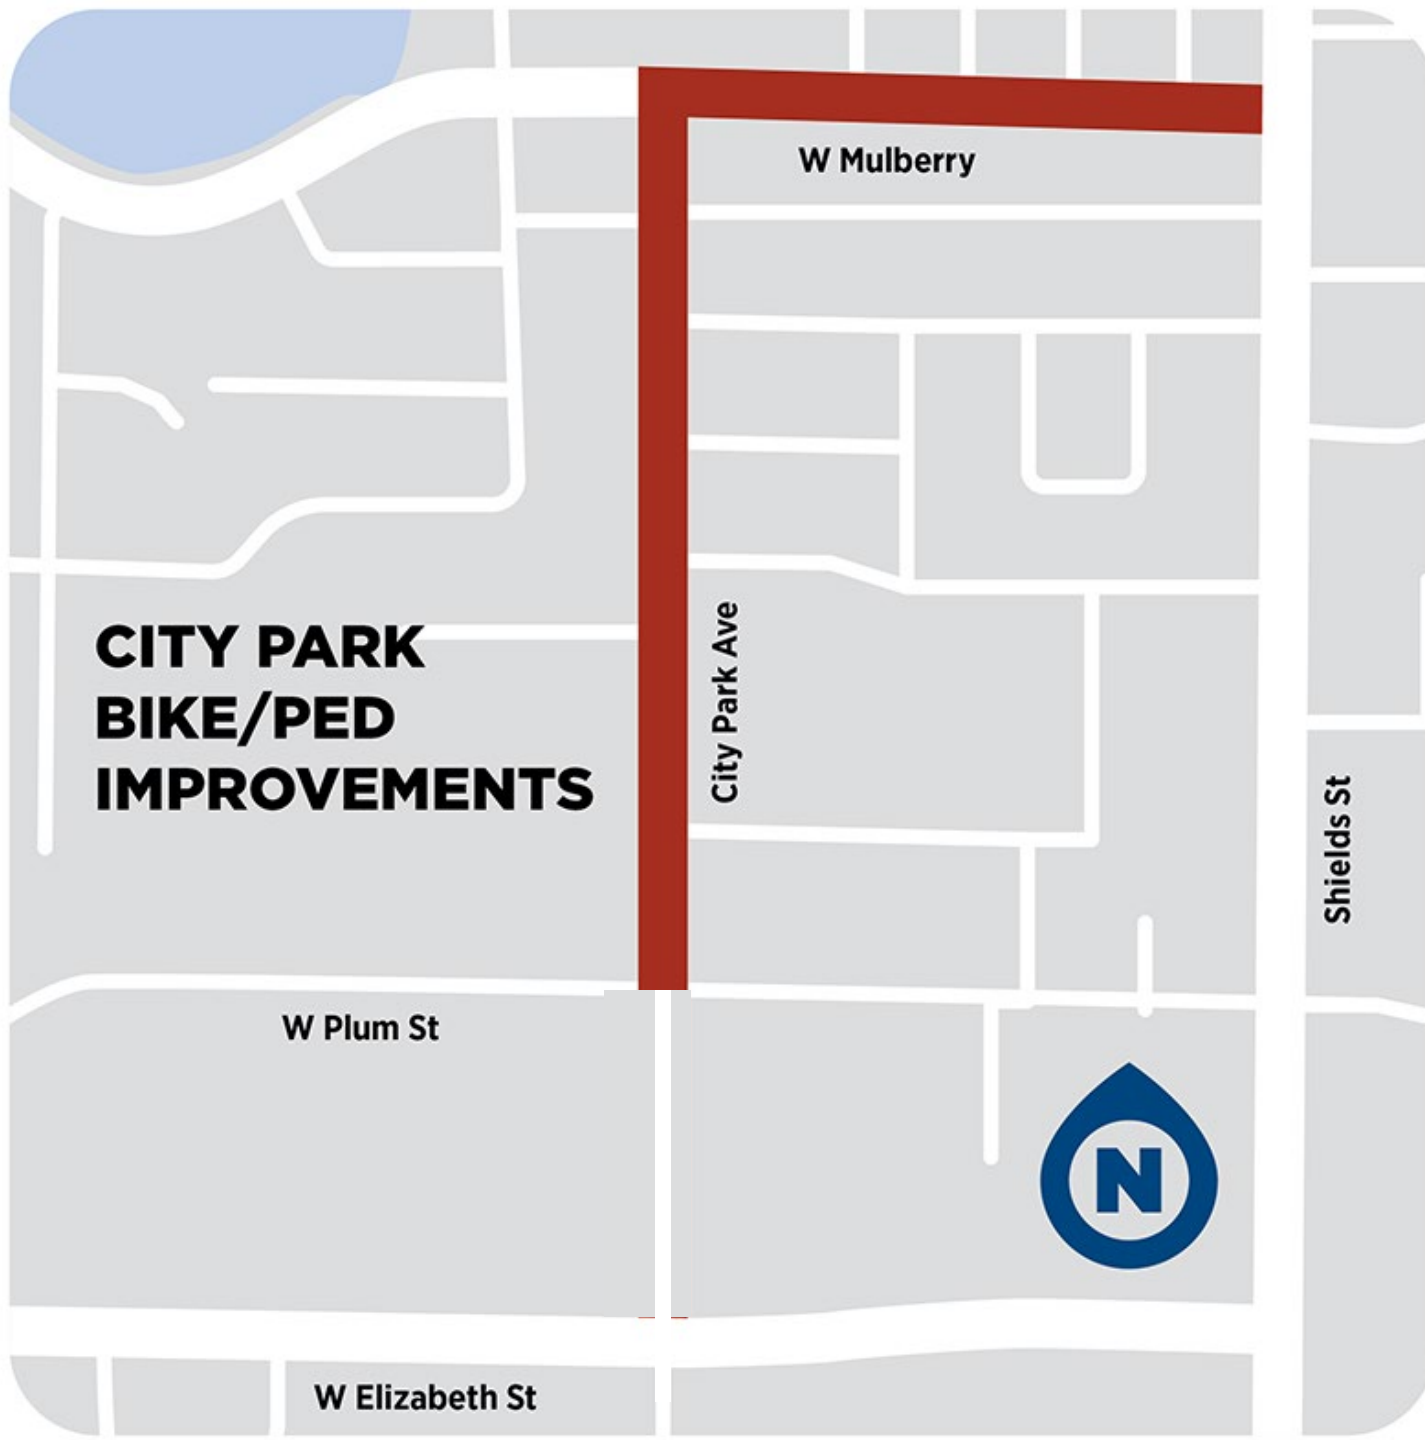 W Mulberry
CITY PARK
BIKE/PED
IMPROVEMENTS
City Park Ave
Shields St
W Plum St
N
W Elizabeth St